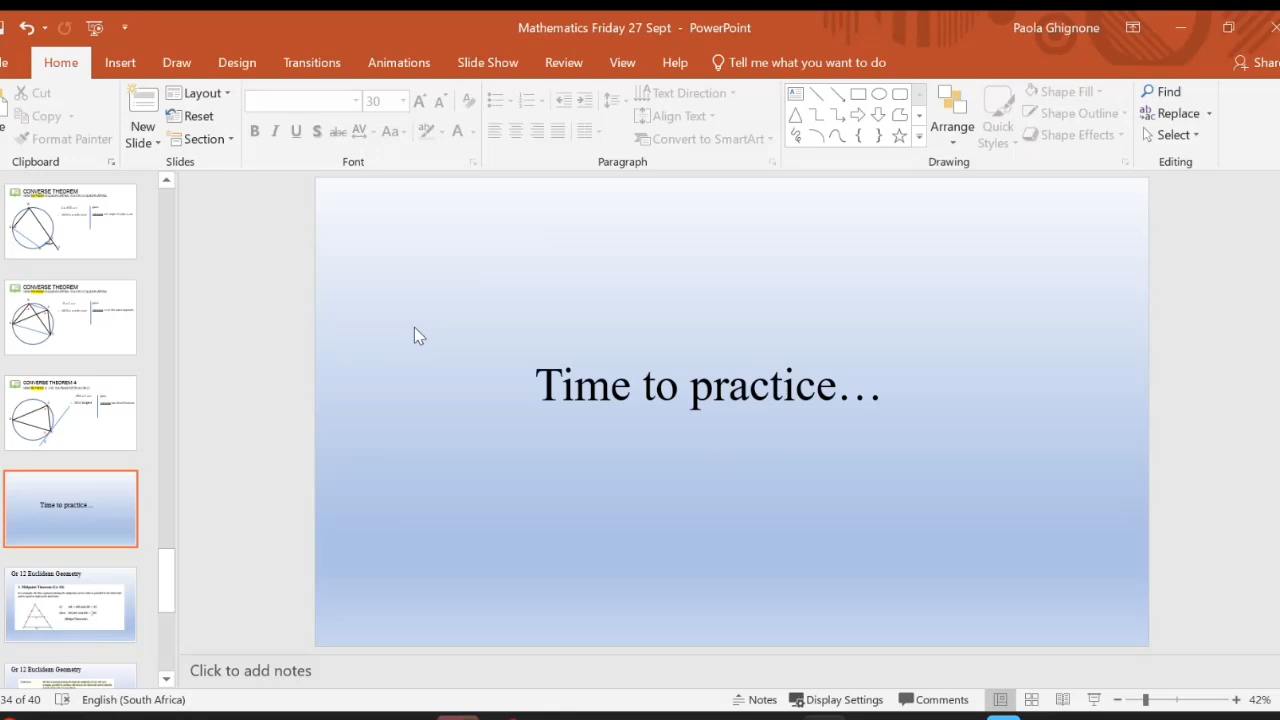 Mathematics Friday 27 Sept - PowerPoint
Paola Ghignone
Home Insert Draw Design Transitions Animations Slide Show Review View Help Tell me what you want to do
Cut
Copy
Format Painter
Clipboard
New Slide
Layout
Reset
Section
Slides
30
Font
Text Direction
Align Text
Convert to SmartArt
Paragraph
Arrange
Quick Styles
Shape Fill
Shape Outline
Shape Effects
Drawing
Find
Replace
Select
Editing
CONVERSE THEOREM
CONVERSE THEOREM
CONVERSE THEOREM 4
Time to practice…
Gr 12 Euclidean Geometry
Gr 12 Euclidean Geometry
Time to practice…
Click to add notes
34 of 40 English (South Africa) Notes Display Settings Comments 42%